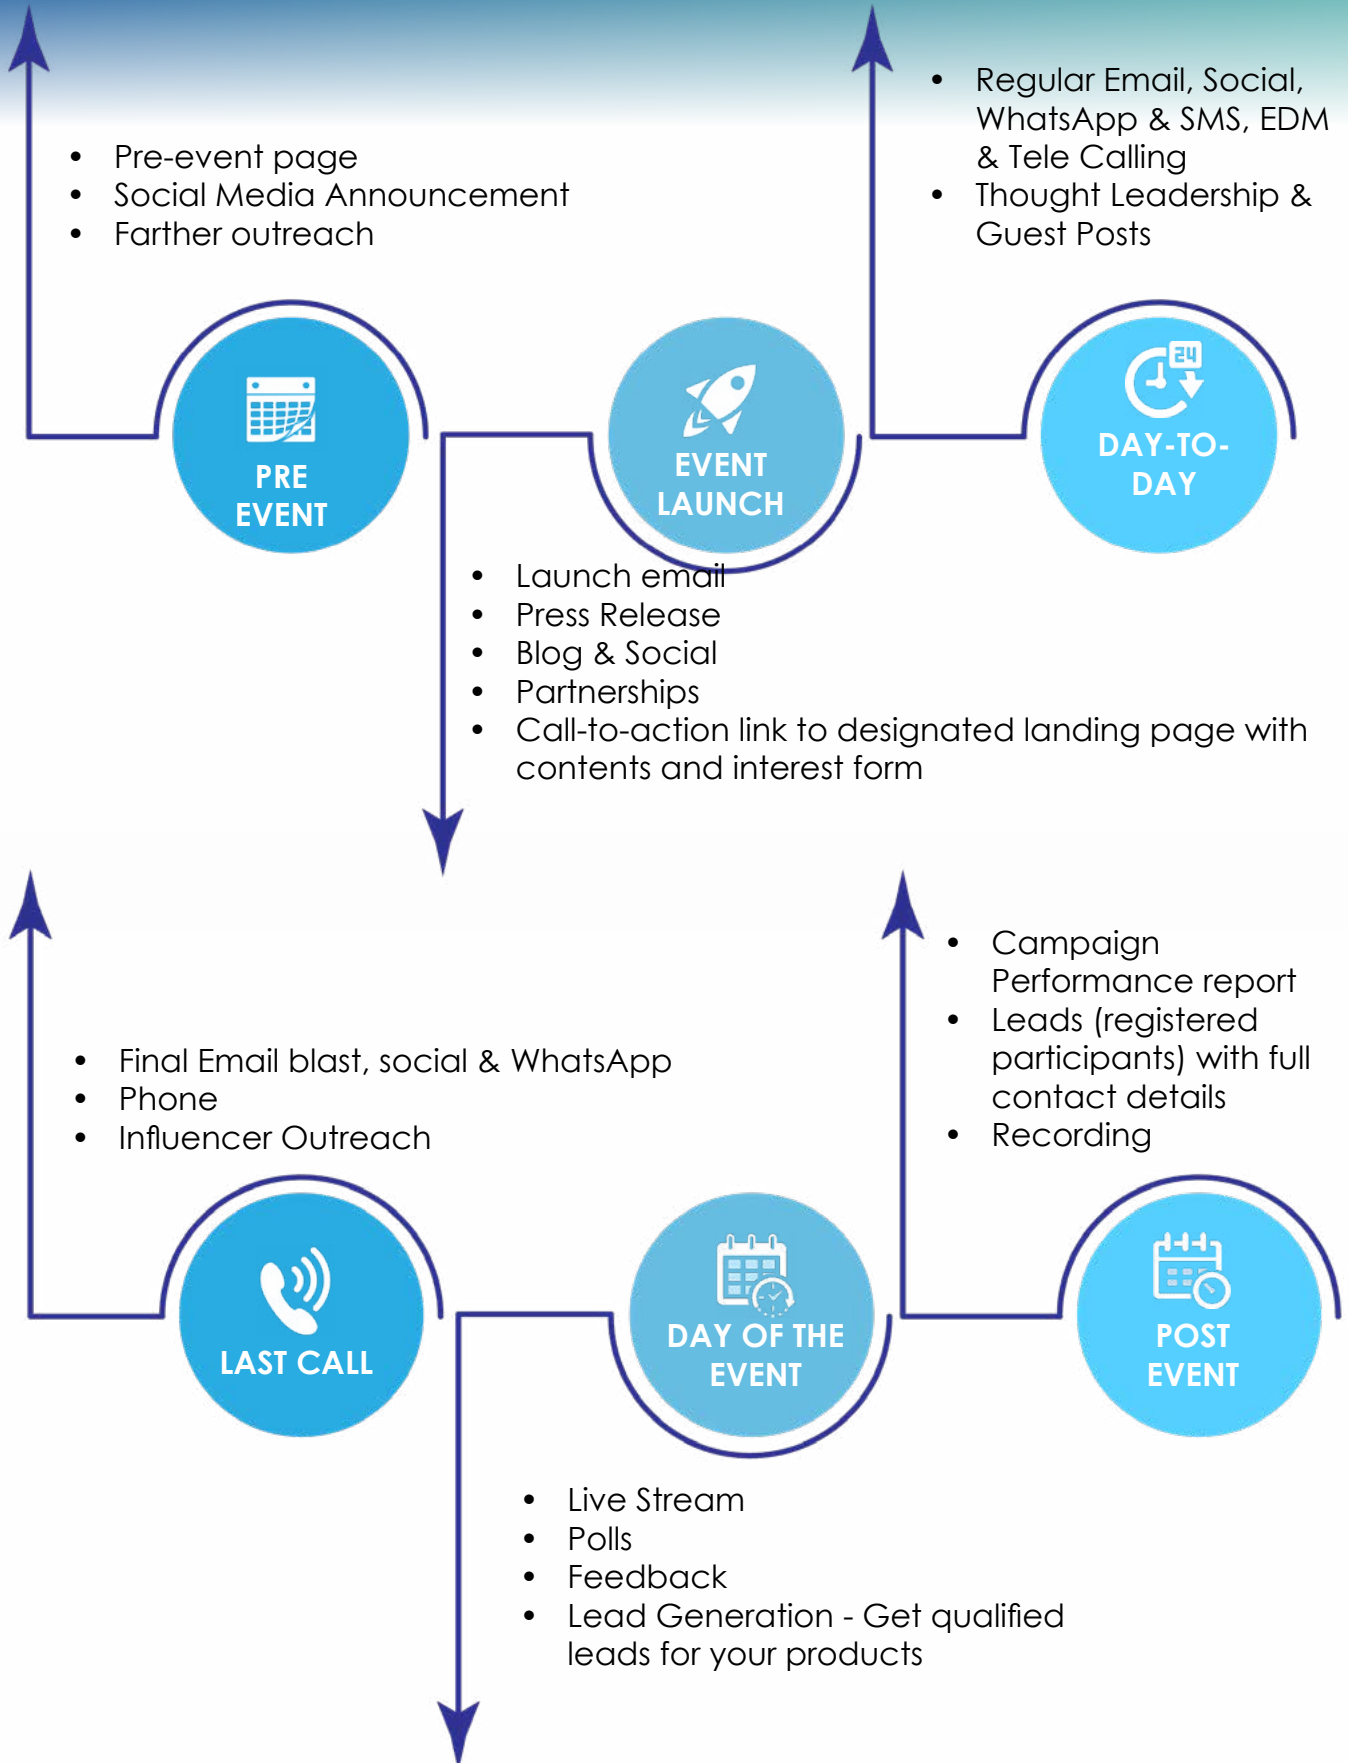 • Pre-event page
• Social Media Announcement
• Farther outreach
PRE
EVENT
EVENT
LAUNCH
• Launch email
• Press Release
• Blog & Social
• Partnerships
• Call-to-action link to designated landing page with
contents and interest form
• Regular Email, Social,
WhatsApp & SMS, EDM
& Tele Calling
• Thought Leadership &
Guest Posts
24
DAY-TO-
DAY
• Final Email blast, social & WhatsApp
• Phone
• Influencer Outreach
LAST CALL
DAY OF THE
EVENT
• Live Stream
• Polls
• Feedback
• Lead Generation - Get qualified
leads for your products
• Campaign
Performance report
• Leads (registered
participants) with full
contact details
• Recording
POST
EVENT